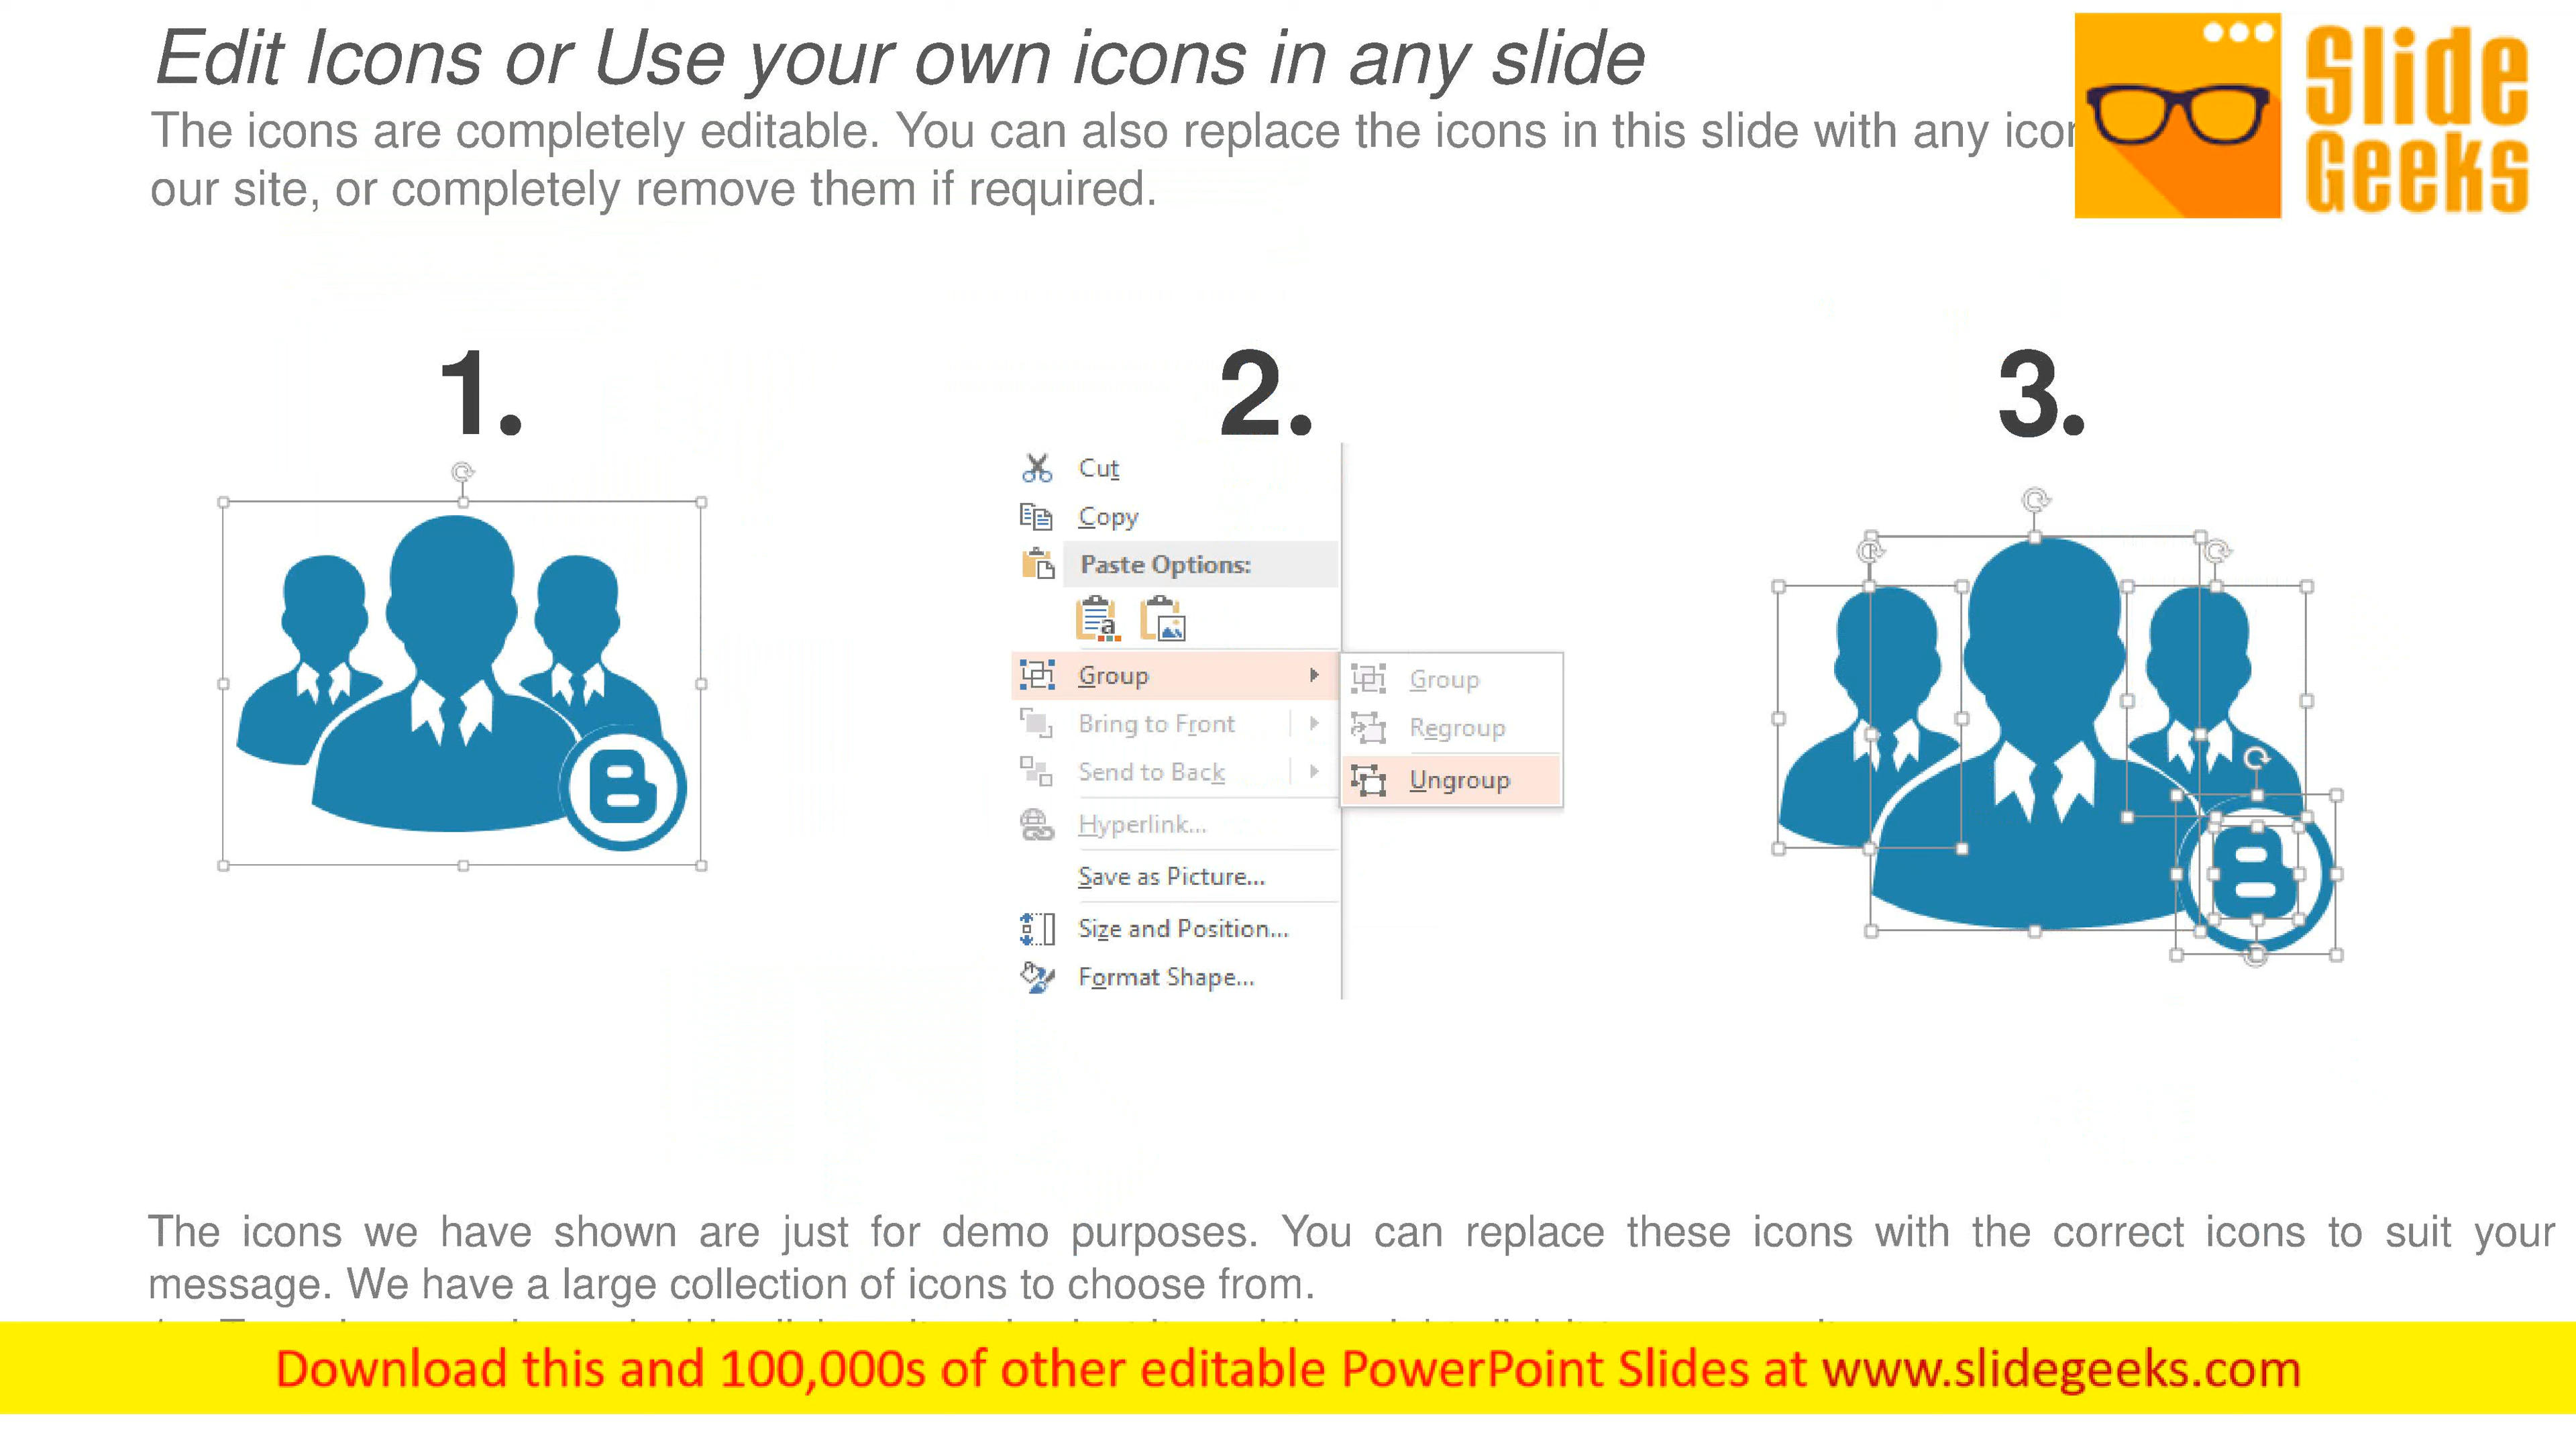 Edit Icons or Use your own icons in any slide
The icons are completely editable. You can also replace the icons in this slide with any
our site, or completely remove them if required.
Slide
Geeks
1.
2.
3.
Cut
Copy
Paste Options:
a
Group
Group
Bring to Front
Regroup
Send to Back
Ungroup
Hyperlink...
Save as Picture...
Size and Position...
Format Shape...
B
B
The icons we have shown are just for demo purposes. You can replace these icons with the correct icons to suit your
message. We have a large collection of icons to choose from.
Download this and 100,000s of other editable PowerPoint Slides at www.slidegeeks.com